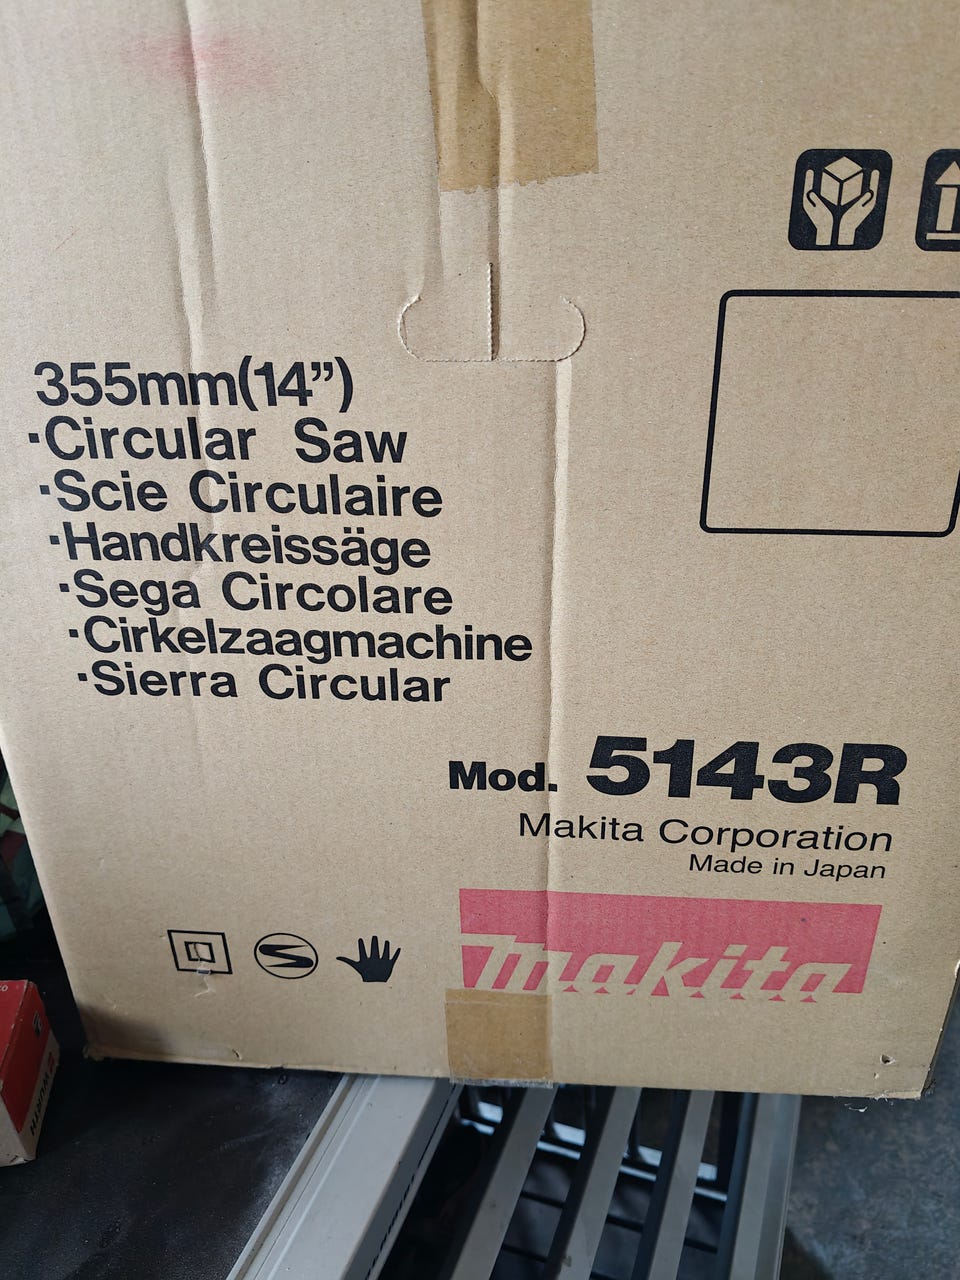 355mm(14”)
·Circular Saw
·Scie Circulaire
·Handkreissäge
·Sega Circolare
·Cirkelzaagmachine
·Sierra Circular
Mod. 5143R
Makita Corporation
Made in Japan
makita